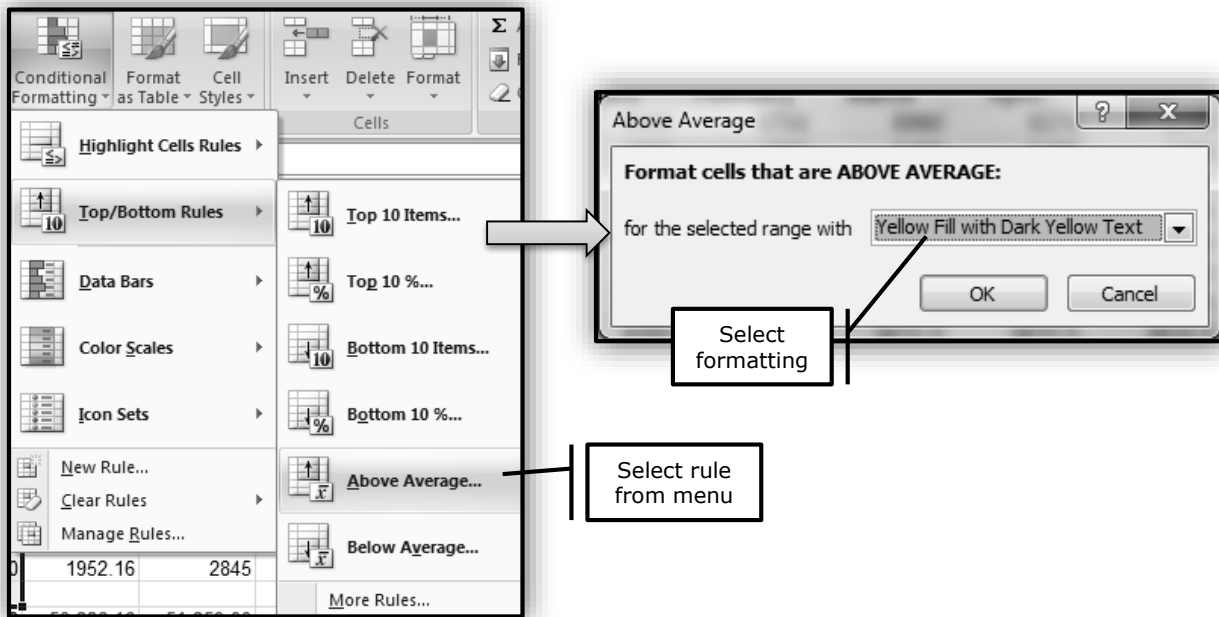 Conditional Format Cell
Formatting as Table Styles
Insert Delete Format
Σ
Cells
Highlight Cells Rules
Top/Bottom Rules
Data Bars
Color Scales
Icon Sets
New Rule...
Clear Rules
Manage Rules...
1952.16 2845
Top 10 Items...
Top 10 %...
Bottom 10 Items...
Bottom 10 %...
Above Average...
Below Average...
More Rules...
Above Average
Format cells that are ABOVE AVERAGE:
for the selected range with Yellow Fill with Dark Yellow Text
OK Cancel
Select
formatting
Select rule
from menu